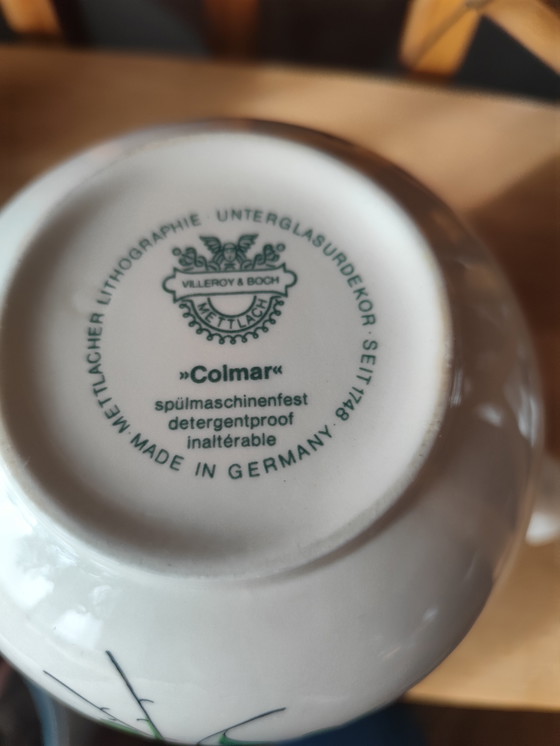 METTLACHER LITHOGRAPHIE UNTERGLASURDEKOR · SEIT 1748 ·
VILLEROY & BOCH
METTLACH
»Colmar«
spülmaschinenfest
detergentproof
inaltérable
MADE IN GERMANY